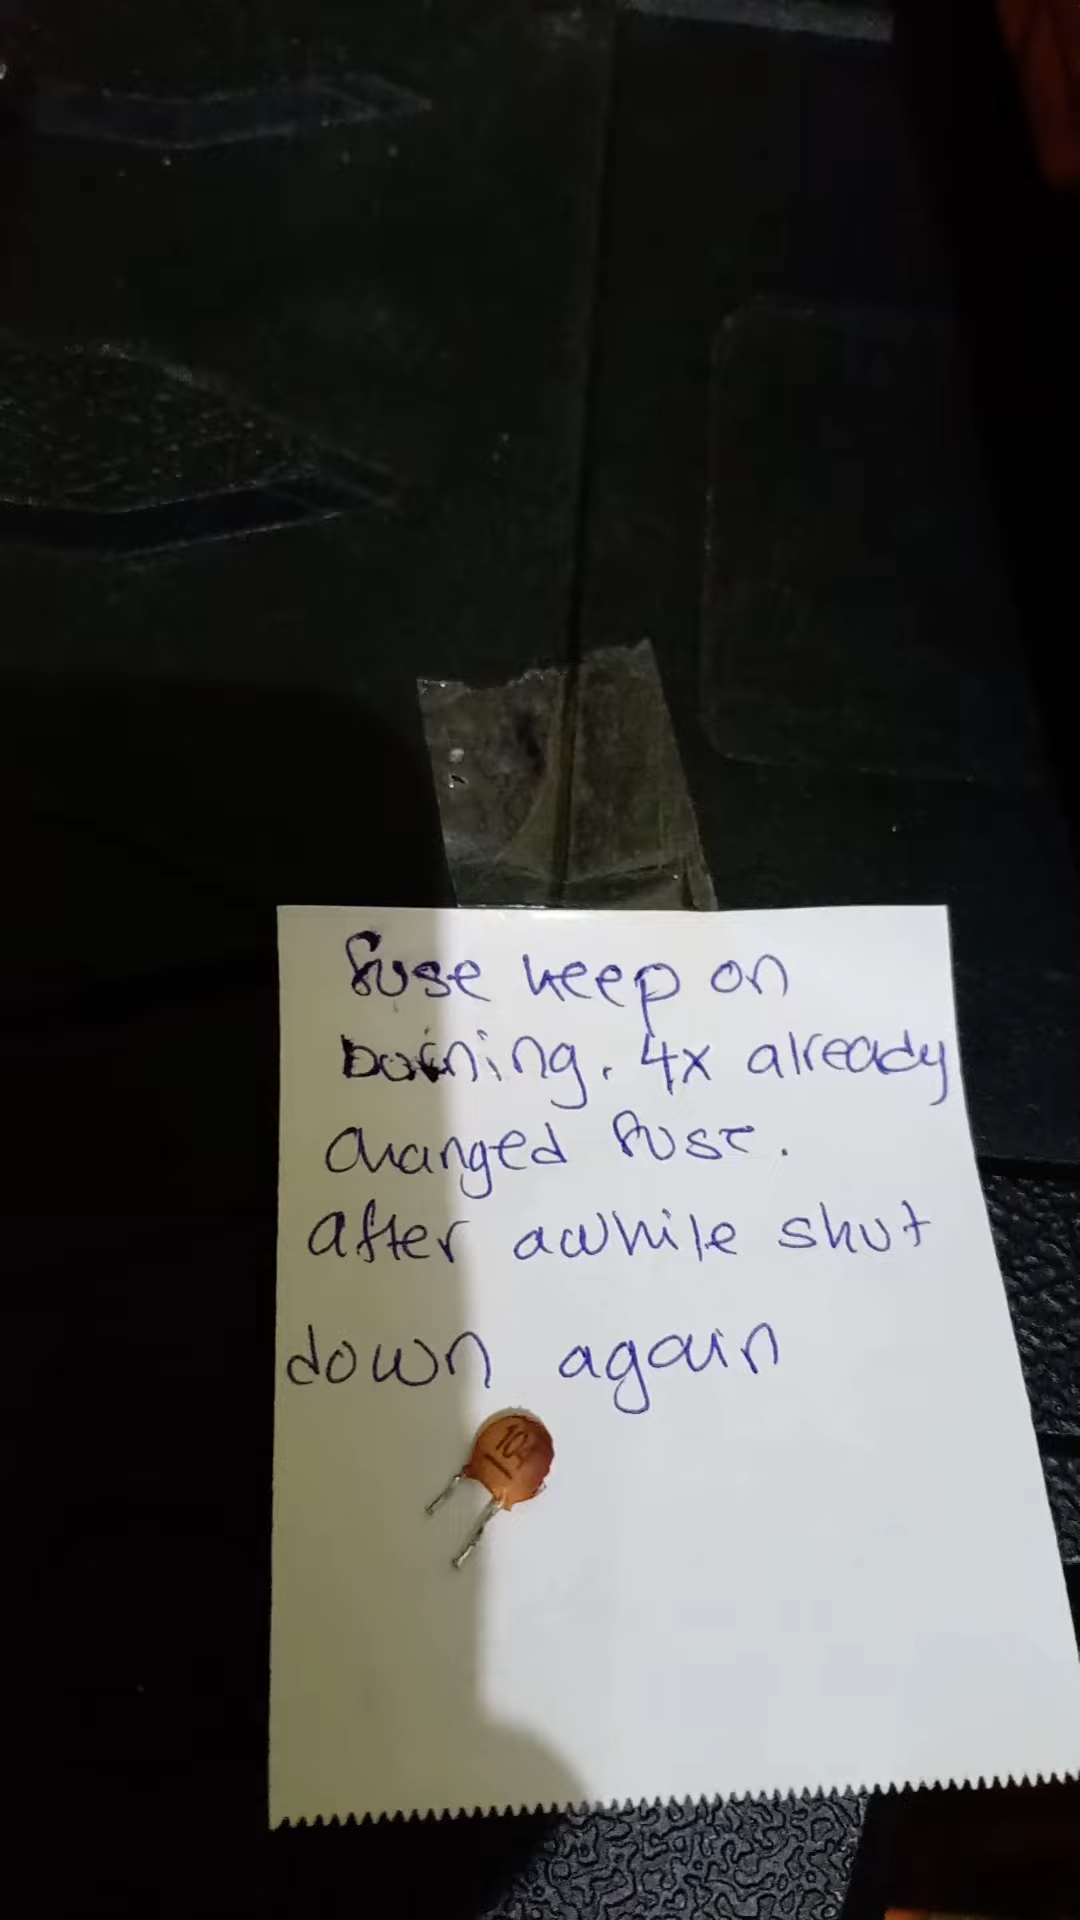 fuse keep on
burning. 4x already
changed fuse.
after awhile shut
down again
104